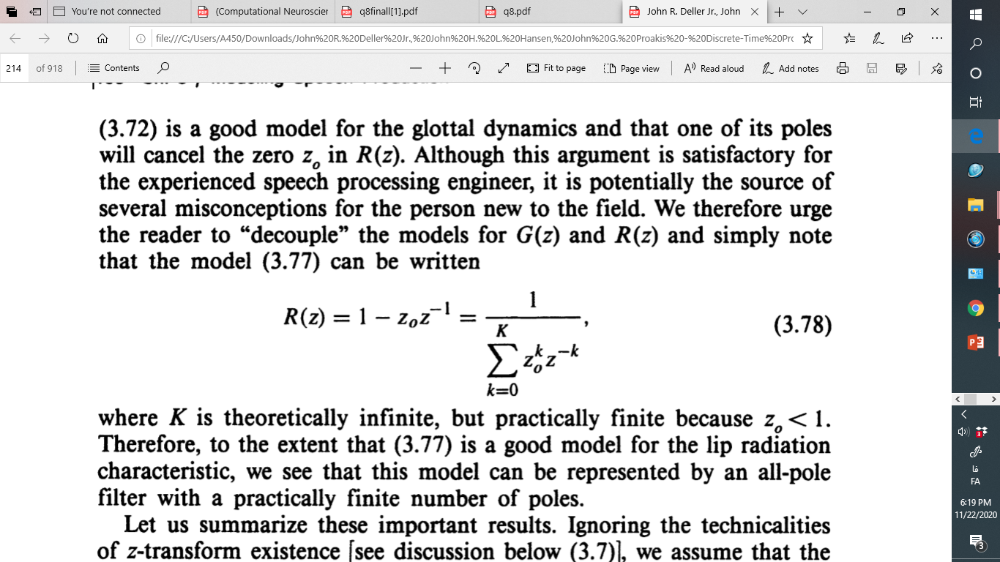 You're not connected
(Computational Neuroscier
q8finall[1].pdf
q8.pdf
John R. Deller Jr., John
file:///C:/Users/A450/Downloads/John%20R.%20Deller%20Jr.,%20John%20H.%20L.%20Hansen,%20John%20G.%20Proakis%20-%20Discrete-Time%20Prc
214 of 918 Contents Fit to page Page view Read aloud Add notes
(3.72) is a good model for the glottal dynamics and that one of its poles
will cancel the zero zₒ in R(z). Although this argument is satisfactory for
the experienced speech processing engineer, it is potentially the source of
several misconceptions for the person new to the field. We therefore urge
the reader to “decouple” the models for G(z) and R(z) and simply note
that the model (3.77) can be written
R(z) = 1 − zₒz⁻¹ = 1 / K ∑ k=0 zₒᵏz⁻ᵏ , (3.78)
where K is theoretically infinite, but practically finite because zₒ < 1.
Therefore, to the extent that (3.77) is a good model for the lip radiation
characteristic, we see that this model can be represented by an all-pole
filter with a practically finite number of poles.
Let us summarize these important results. Ignoring the technicalities
of z-transform existence [see discussion below (3.7)], we assume that the
فا
FA
6:19 PM
11/22/2020
3